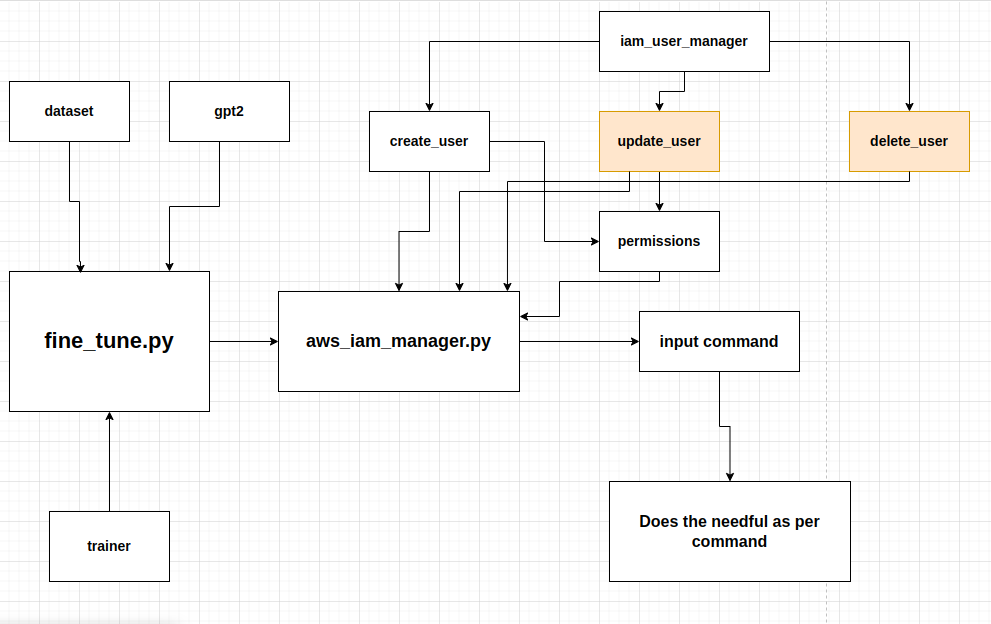 iam_user_manager
dataset
gpt2
create_user
update_user
delete_user
permissions
fine_tune.py
aws_iam_manager.py
input command
Does the needful as per
command
trainer